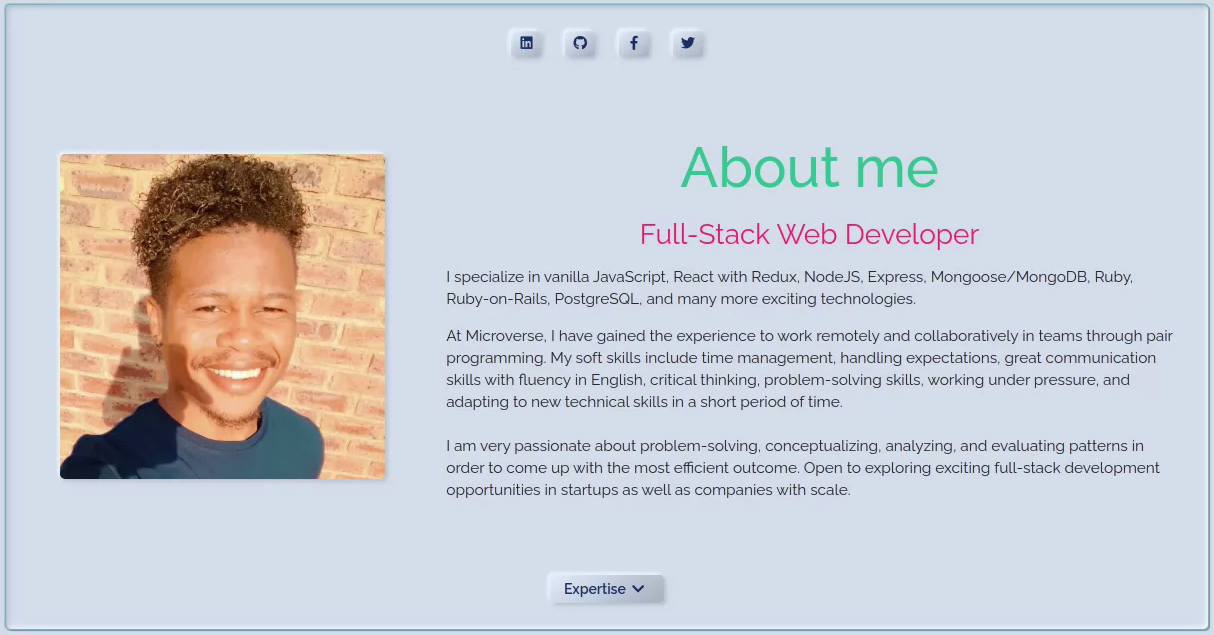 About me
Full-Stack Web Developer
I specialize in vanilla JavaScript, React with Redux, NodeJS, Express, Mongoose/MongoDB, Ruby,
Ruby-on-Rails, PostgreSQL, and many more exciting technologies.
At Microverse, I have gained the experience to work remotely and collaboratively in teams through pair
programming. My soft skills include time management, handling expectations, great communication
skills with fluency in English, critical thinking, problem-solving skills, working under pressure, and
adapting to new technical skills in a short period of time.
I am very passionate about problem-solving, conceptualizing, analyzing, and evaluating patterns in
order to come up with the most efficient outcome. Open to exploring exciting full-stack development
opportunities in startups as well as companies with scale.
Expertise